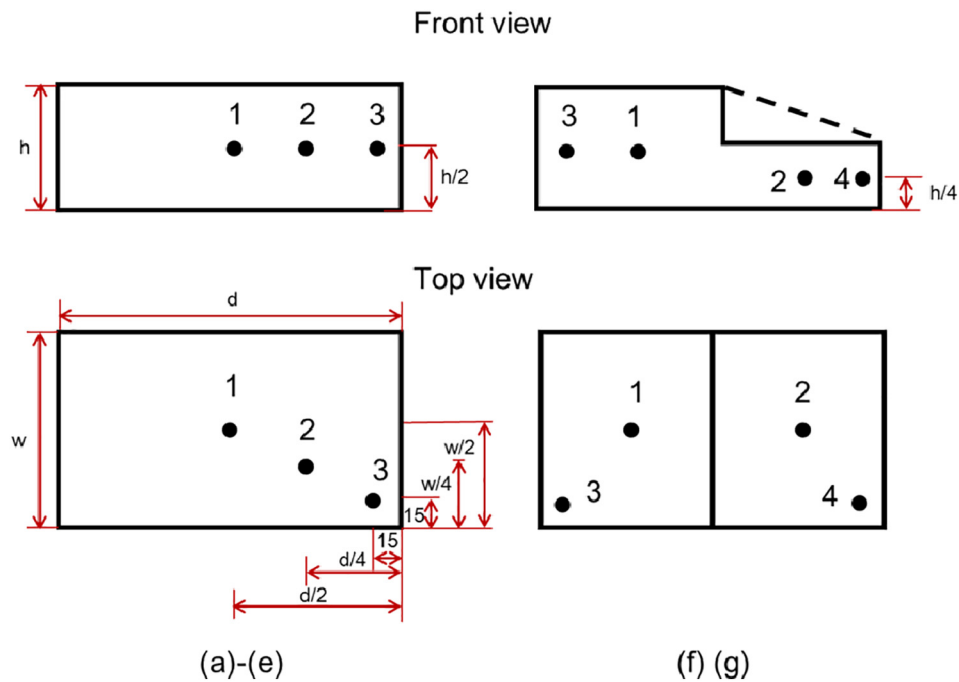 Front view
1 2 3
h
h/2
3 1
2 4
h/4
Top view
d
w
1
2
3
w/2
w/4
15
15
d/4
d/2
1
2
3
4
(a)-(e)
(f) (g)